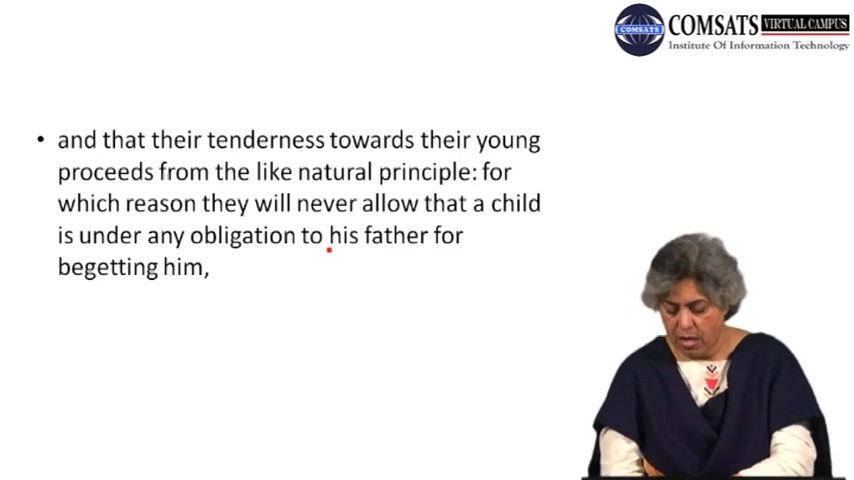 COMSATS VIRTUAL CAMPUS
Institute Of Information Technology
COMSATS
• and that their tenderness towards their young
proceeds from the like natural principle: for
which reason they will never allow that a child
is under any obligation to his father for
begetting him,